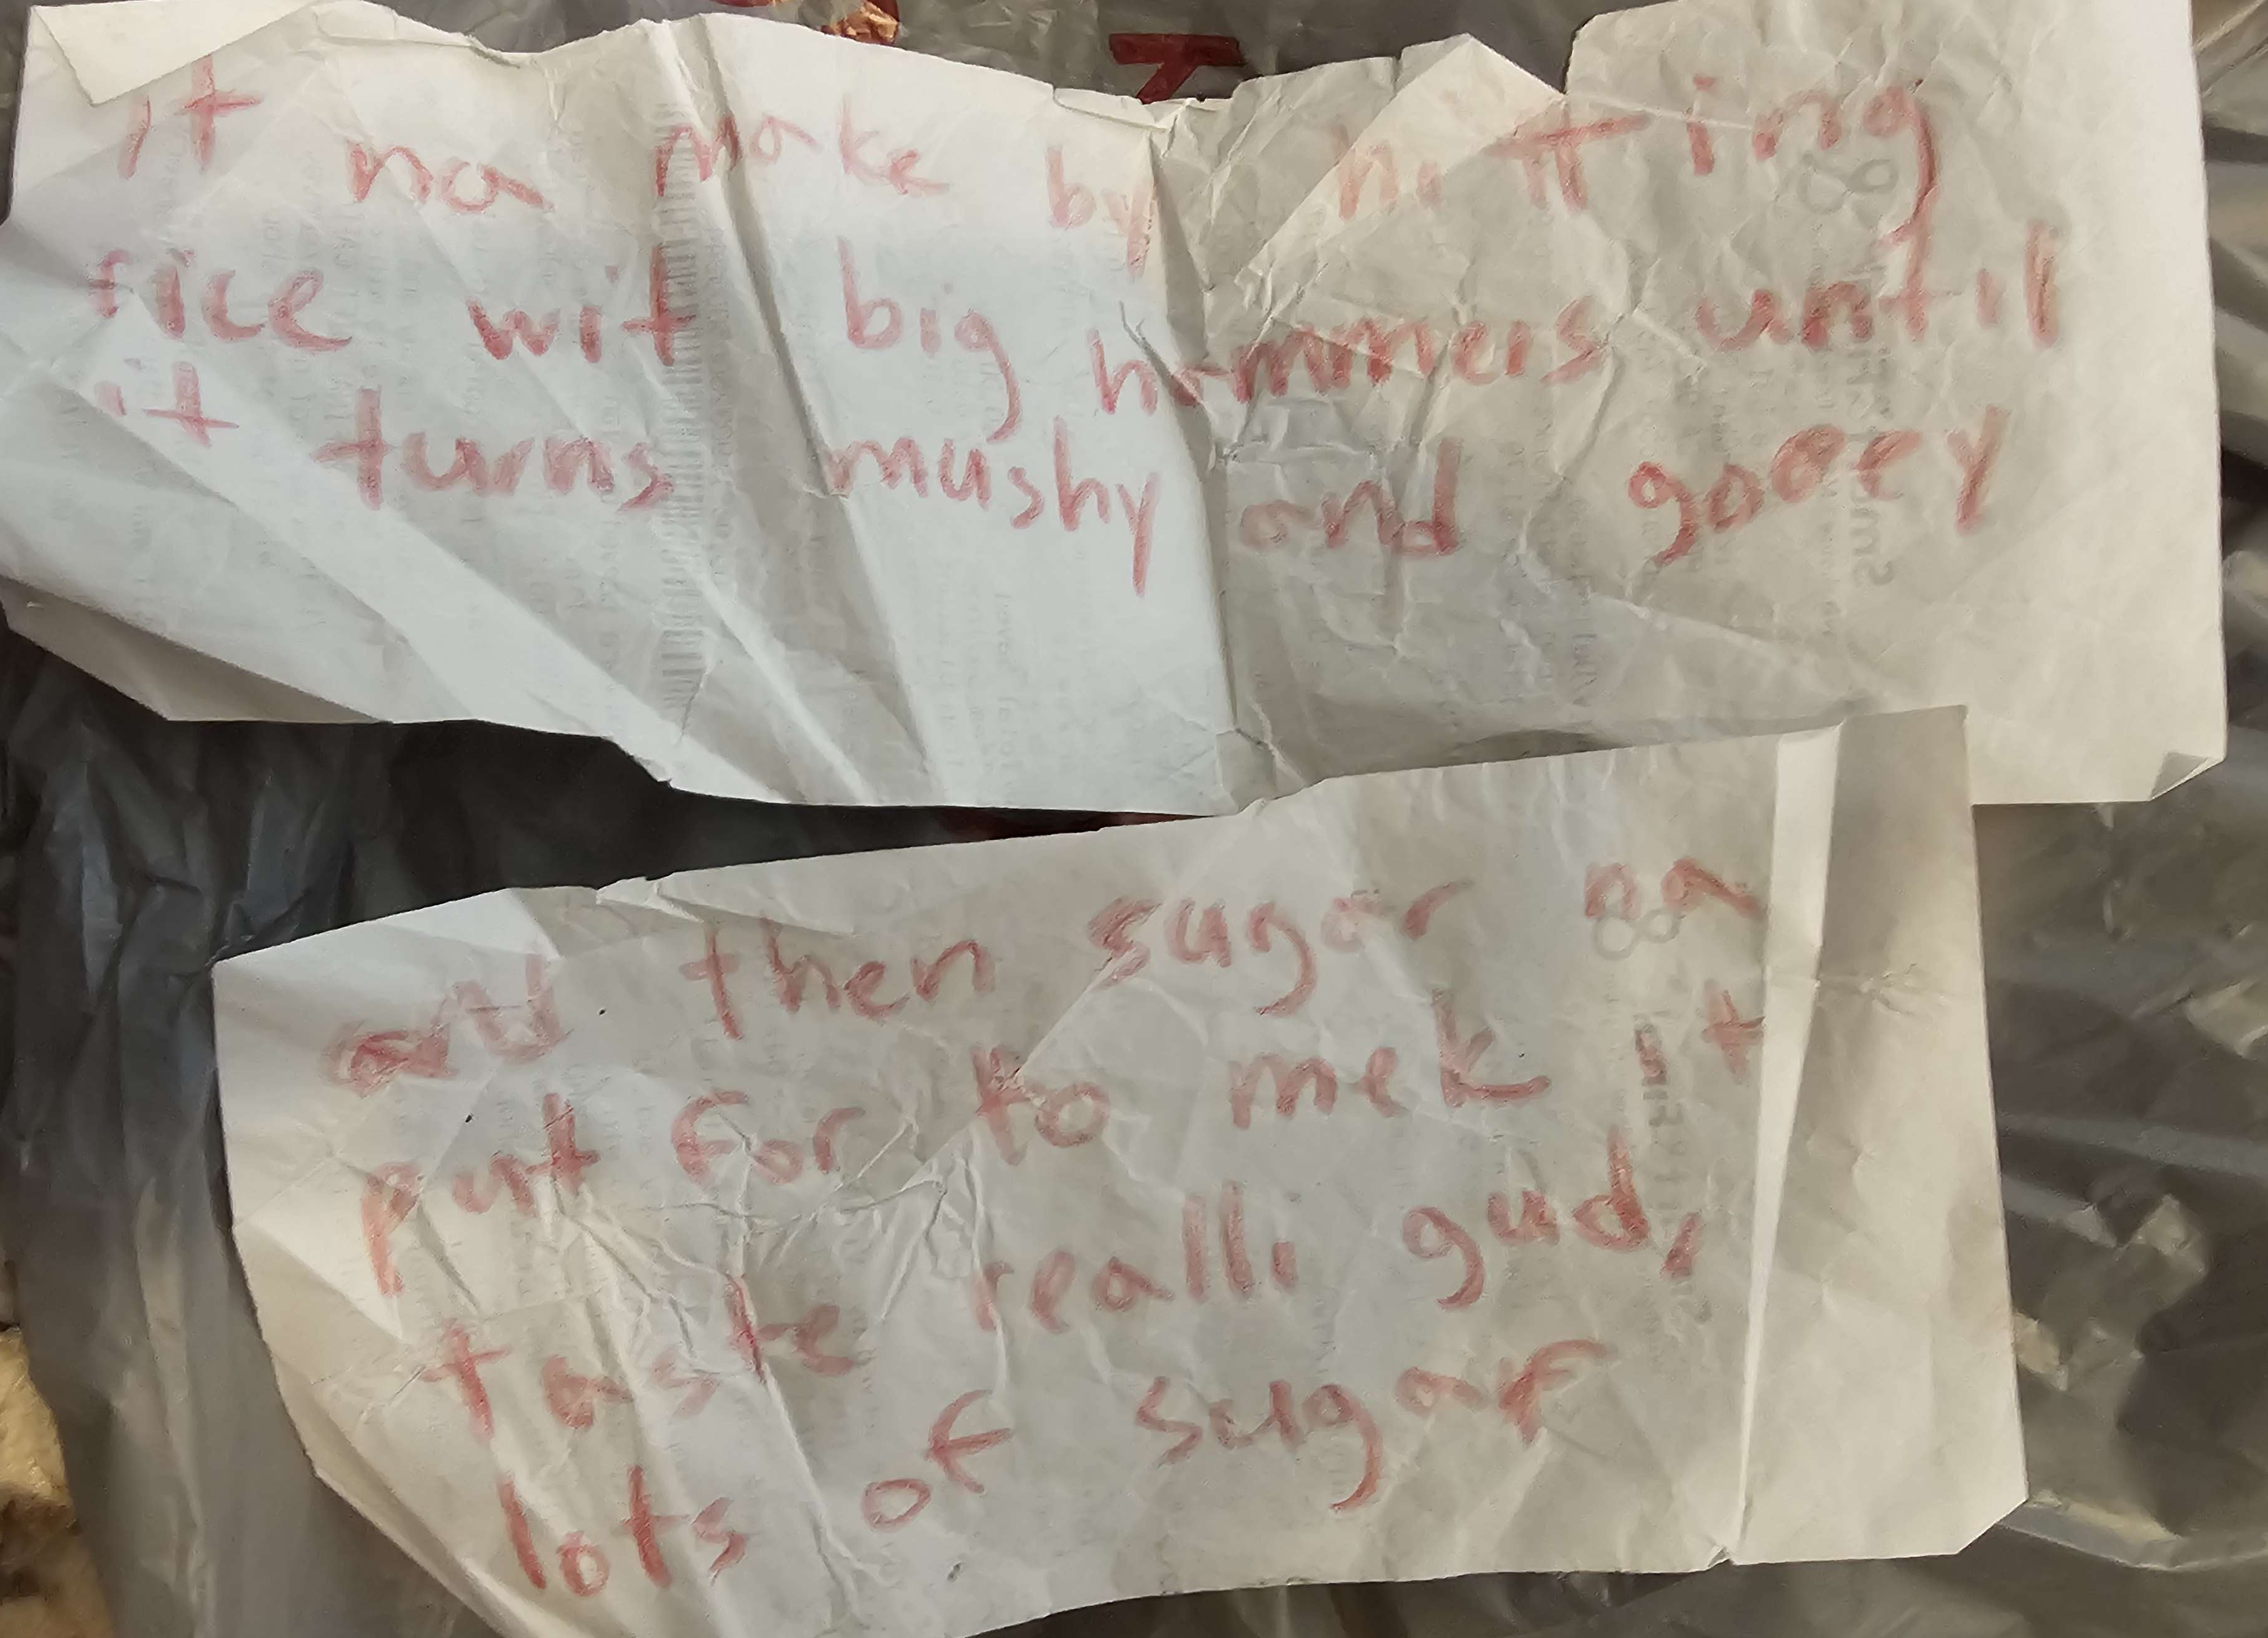 it na make by hitting
rice wit big hammers until
it turns mushy and gooey
and then sugar ga
put for to mek it
taste realli gud,
lots of sugar